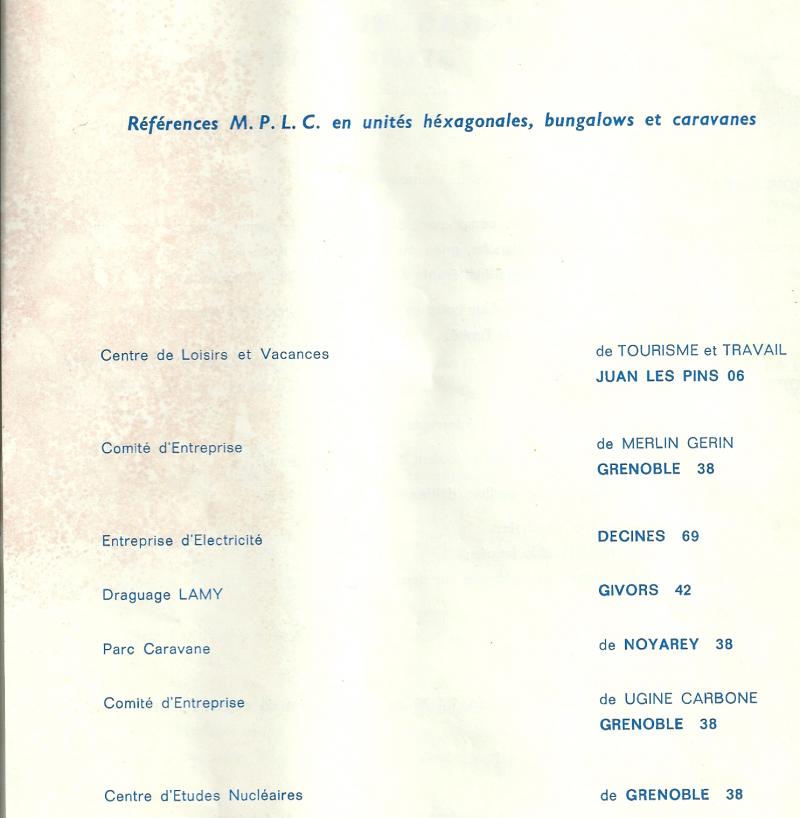 Références M. P. L. C. en unités héxagonales, bungalows et caravanes
Centre de Loisirs et Vacances de TOURISME et TRAVAIL
JUAN LES PINS 06
Comité d'Entreprise de MERLIN GERIN
GRENOBLE 38
Entreprise d'Electricité DECINES 69
Draguage LAMY GIVORS 42
Parc Caravane de NOYAREY 38
Comité d'Entreprise de UGINE CARBONE
GRENOBLE 38
Centre d'Etudes Nucléaires de GRENOBLE 38